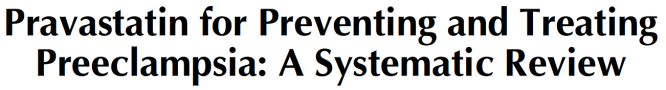 Pravastatin for Preventing and Treating
Preeclampsia: A Systematic Review